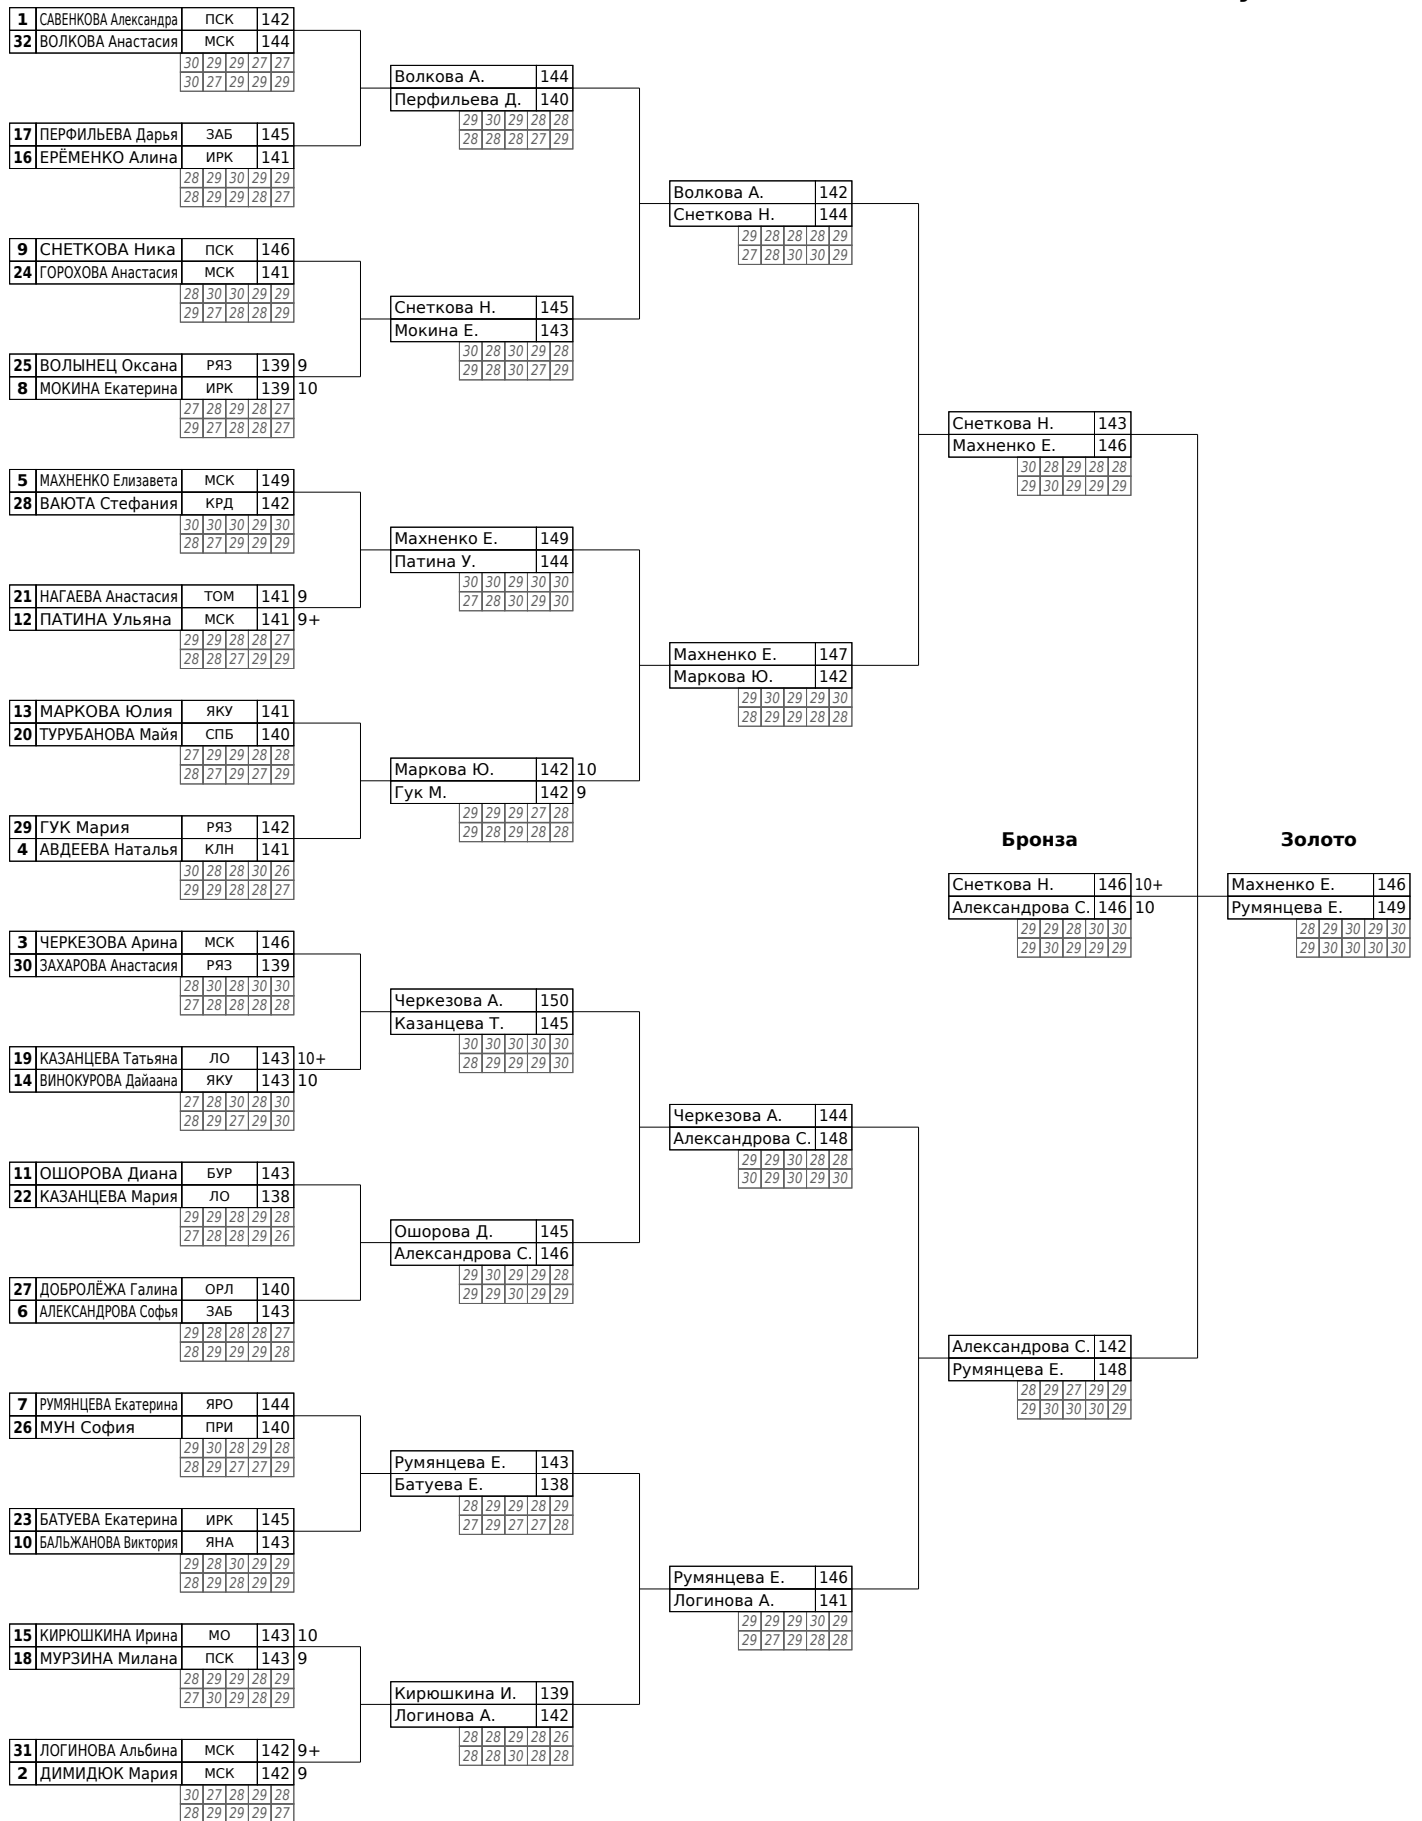 1 САВЕНКОВА Александра ПСК 142
32 ВОЛКОВА Анастасия МСК 144
30 29 29 27 27
30 27 29 29 29
17 ПЕРФИЛЬЕВА Дарья ЗАБ 145
16 ЕРЁМЕНКО Алина ИРК 141
28 29 30 29 29
28 29 29 28 27
9 СНЕТКОВА Ника ПСК 146
24 ГОРОХОВА Анастасия МСК 141
28 30 30 29 29
29 27 28 28 29
25 ВОЛЫНЕЦ Оксана РЯЗ 139 9
8 МОКИНА Екатерина ИРК 139 10
27 28 29 28 27
29 27 28 28 27
5 МАХНЕНКО Елизавета МСК 149
28 ВАЮТА Стефания КРД 142
30 30 30 29 30
28 27 29 29 29
21 НАГАЕВА Анастасия ТОМ 141 9
12 ПАТИНА Ульяна МСК 141 9+
29 29 28 28 27
28 28 27 29 29
13 МАРКОВА Юлия ЯКУ 141
20 ТУРУБАНОВА Майя СПБ 140
27 29 29 28 28
28 27 29 27 29
29 ГУК Мария РЯЗ 142
4 АВДЕЕВА Наталья КЛН 141
30 28 28 30 26
29 29 28 28 27
3 ЧЕРКЕЗОВА Арина МСК 146
30 ЗАХАРОВА Анастасия РЯЗ 139
28 30 28 30 30
27 28 28 28 28
19 КАЗАНЦЕВА Татьяна ЛО 143 10+
14 ВИНОКУРОВА Дайаана ЯКУ 143 10
27 28 30 28 30
28 29 27 29 30
11 ОШОРОВА Диана БУР 143
22 КАЗАНЦЕВА Мария ЛО 138
29 29 28 29 28
27 28 28 29 26
27 ДОБРОЛЁЖА Галина ОРЛ 140
6 АЛЕКСАНДРОВА Софья ЗАБ 143
29 28 28 28 27
28 29 29 29 28
7 РУМЯНЦЕВА Екатерина ЯРО 144
26 МУН София ПРИ 140
29 30 28 29 28
28 29 27 27 29
23 БАТУЕВА Екатерина ИРК 145
10 БАЛЬЖАНОВА Виктория ЯНА 143
29 28 30 29 29
28 29 28 29 29
15 КИРЮШКИНА Ирина МО 143 10
18 МУРЗИНА Милана ПСК 143 9
28 29 29 28 29
27 30 29 28 29
31 ЛОГИНОВА Альбина МСК 142 9+
2 ДИМИДЮК Мария МСК 142 9
30 27 28 29 28
28 29 29 29 27
Волкова А. 144
Перфильева Д. 140
29 30 29 28 28
28 28 28 27 29
Снеткова Н. 145
Мокина Е. 143
30 28 30 29 28
29 28 30 27 29
Махненко Е. 149
Патина У. 144
30 30 29 30 30
27 28 30 29 30
Маркова Ю. 142 10
Гук М. 142 9
29 29 29 27 28
29 28 29 28 28
Черкезова А. 150
Казанцева Т. 145
30 30 30 30 30
28 29 29 29 30
Ошорова Д. 145
Александрова С. 146
29 30 29 29 28
29 29 30 29 29
Румянцева Е. 143
Батуева Е. 138
28 29 29 28 29
27 29 27 27 28
Кирюшкина И. 139
Логинова А. 142
28 28 29 28 26
28 28 30 28 28
Волкова А. 142
Снеткова Н. 144
29 28 28 28 29
27 28 30 30 29
Махненко Е. 147
Маркова Ю. 142
29 30 29 29 30
28 29 29 28 28
Черкезова А. 144
Александрова С. 148
29 29 30 28 28
30 29 30 29 30
Румянцева Е. 146
Логинова А. 141
29 29 29 30 29
29 27 29 28 28
Снеткова Н. 143
Махненко Е. 146
30 28 29 28 28
29 30 29 29 29
Александрова С. 142
Румянцева Е. 148
28 29 27 29 29
29 30 30 30 29
Бронза
Снеткова Н. 146 10+
Александрова С. 146 10
29 29 28 30 30
29 30 29 29 29
Золото
Махненко Е. 146
Румянцева Е. 149
28 29 30 29 30
29 30 30 30 30